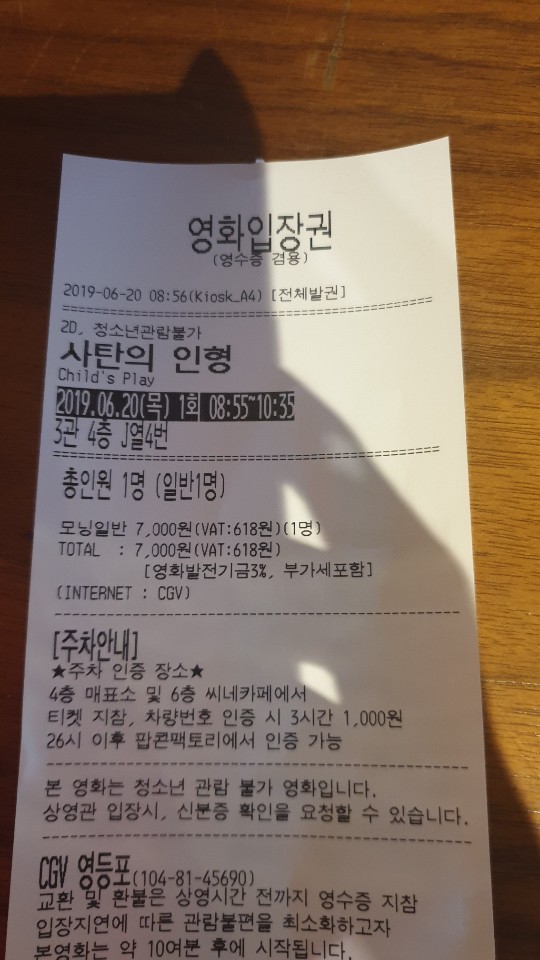 영화입장권
(영수증 겸용)
2019-06-20 08:56(Kiosk_A4) [전체발권]
2D, 청소년관람불가
사탄의 인형
Child's Play
2019.06.20(목) 1회 08:55~10:35
3관 4층 J열4번
총인원 1명 (일반1명)
모닝일반 7,000원(VAT:618원)(1명)
TOTAL : 7,000원(VAT:618원)
[영화발전기금3%, 부가세포함]
(INTERNET : CGV)
[주차안내]
★주차 인증 장소★
4층 매표소 및 6층 씨네카페에서
티켓 지참, 차량번호 인증 시 3시간 1,000원
26시 이후 팝콘팩토리에서 인증 가능
본 영화는 청소년 관람 불가 영화입니다.
상영관 입장시, 신분증 확인을 요청할 수 있습니다.
CGV 영등포(104-81-45690)
교환 및 환불은 상영시간 전까지 영수증 지참
입장지연에 따른 관람불편을 최소화하고자
본영화는 약 10여분 후에 시작됩니다.